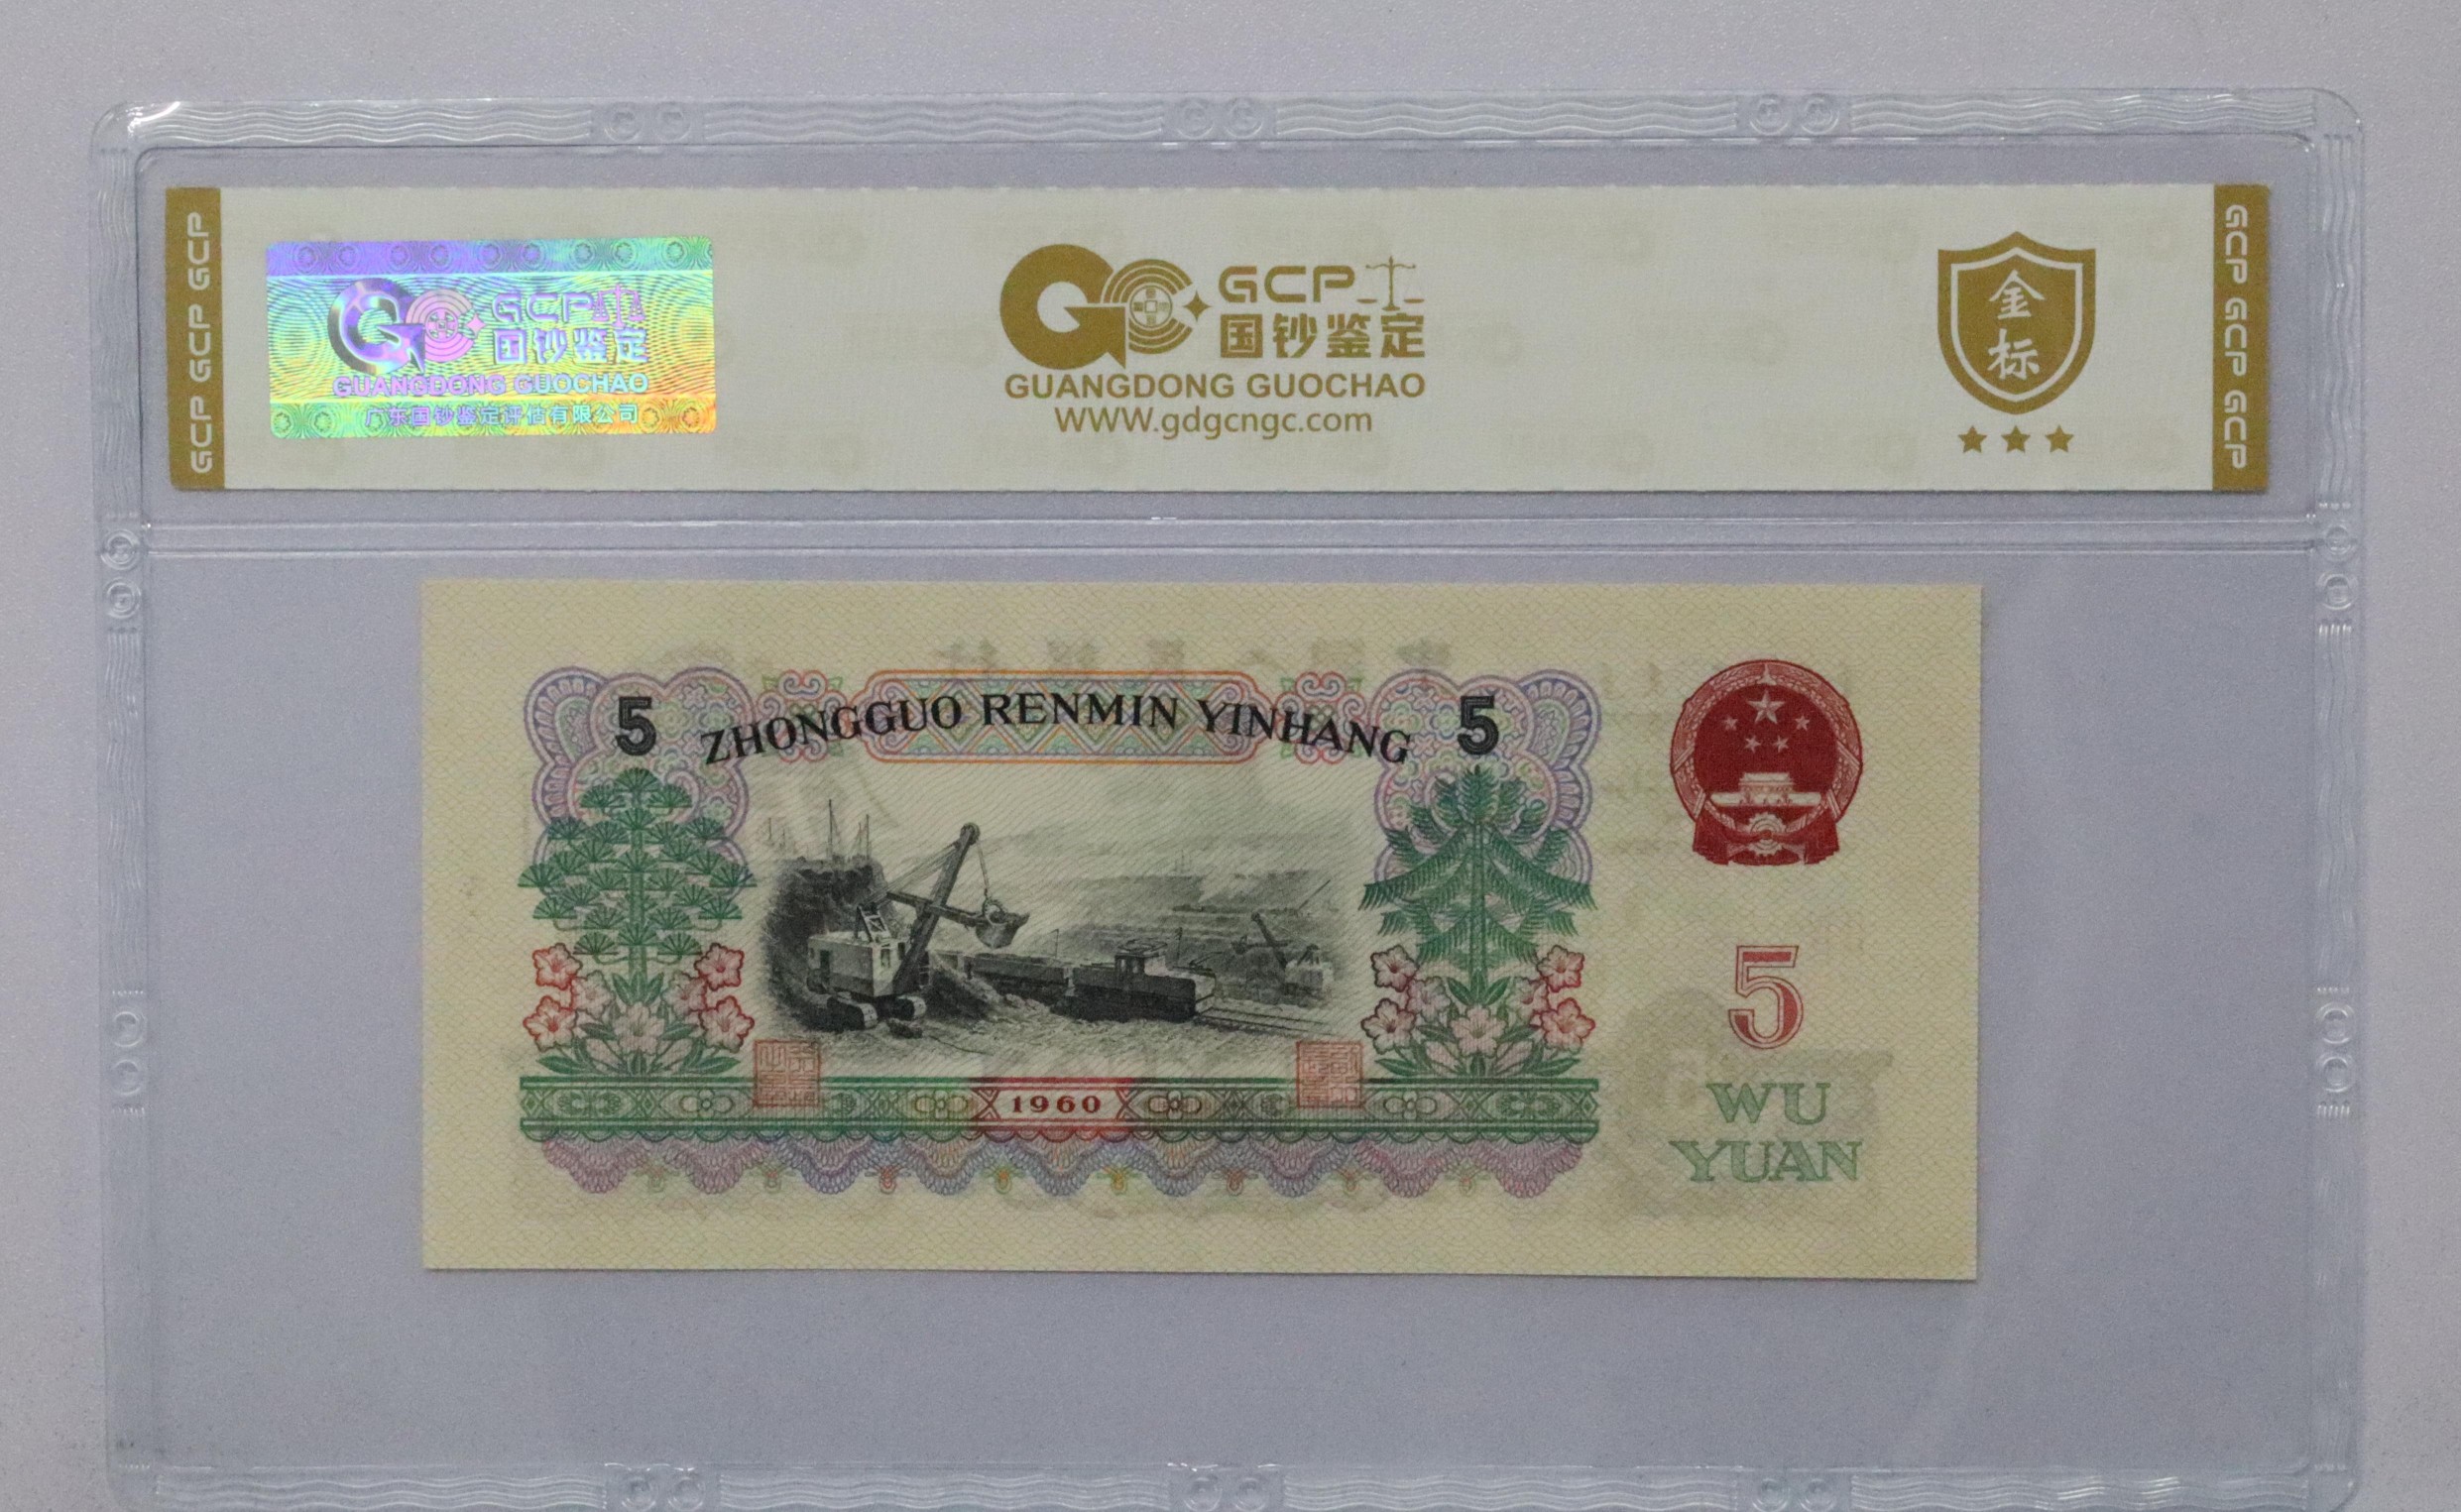 GCP GCP GCP
GCP
国钞鉴定
GUANGDONG GUOCHAO
广东国钞鉴定评估有限公司
GCP
国钞鉴定
GUANGDONG GUOCHAO
WWW.gdgcngc.com
金
标
GCP GCP GCP
5
ZHONGGUO RENMIN YINHANG
5
5
1960
WU
YUAN